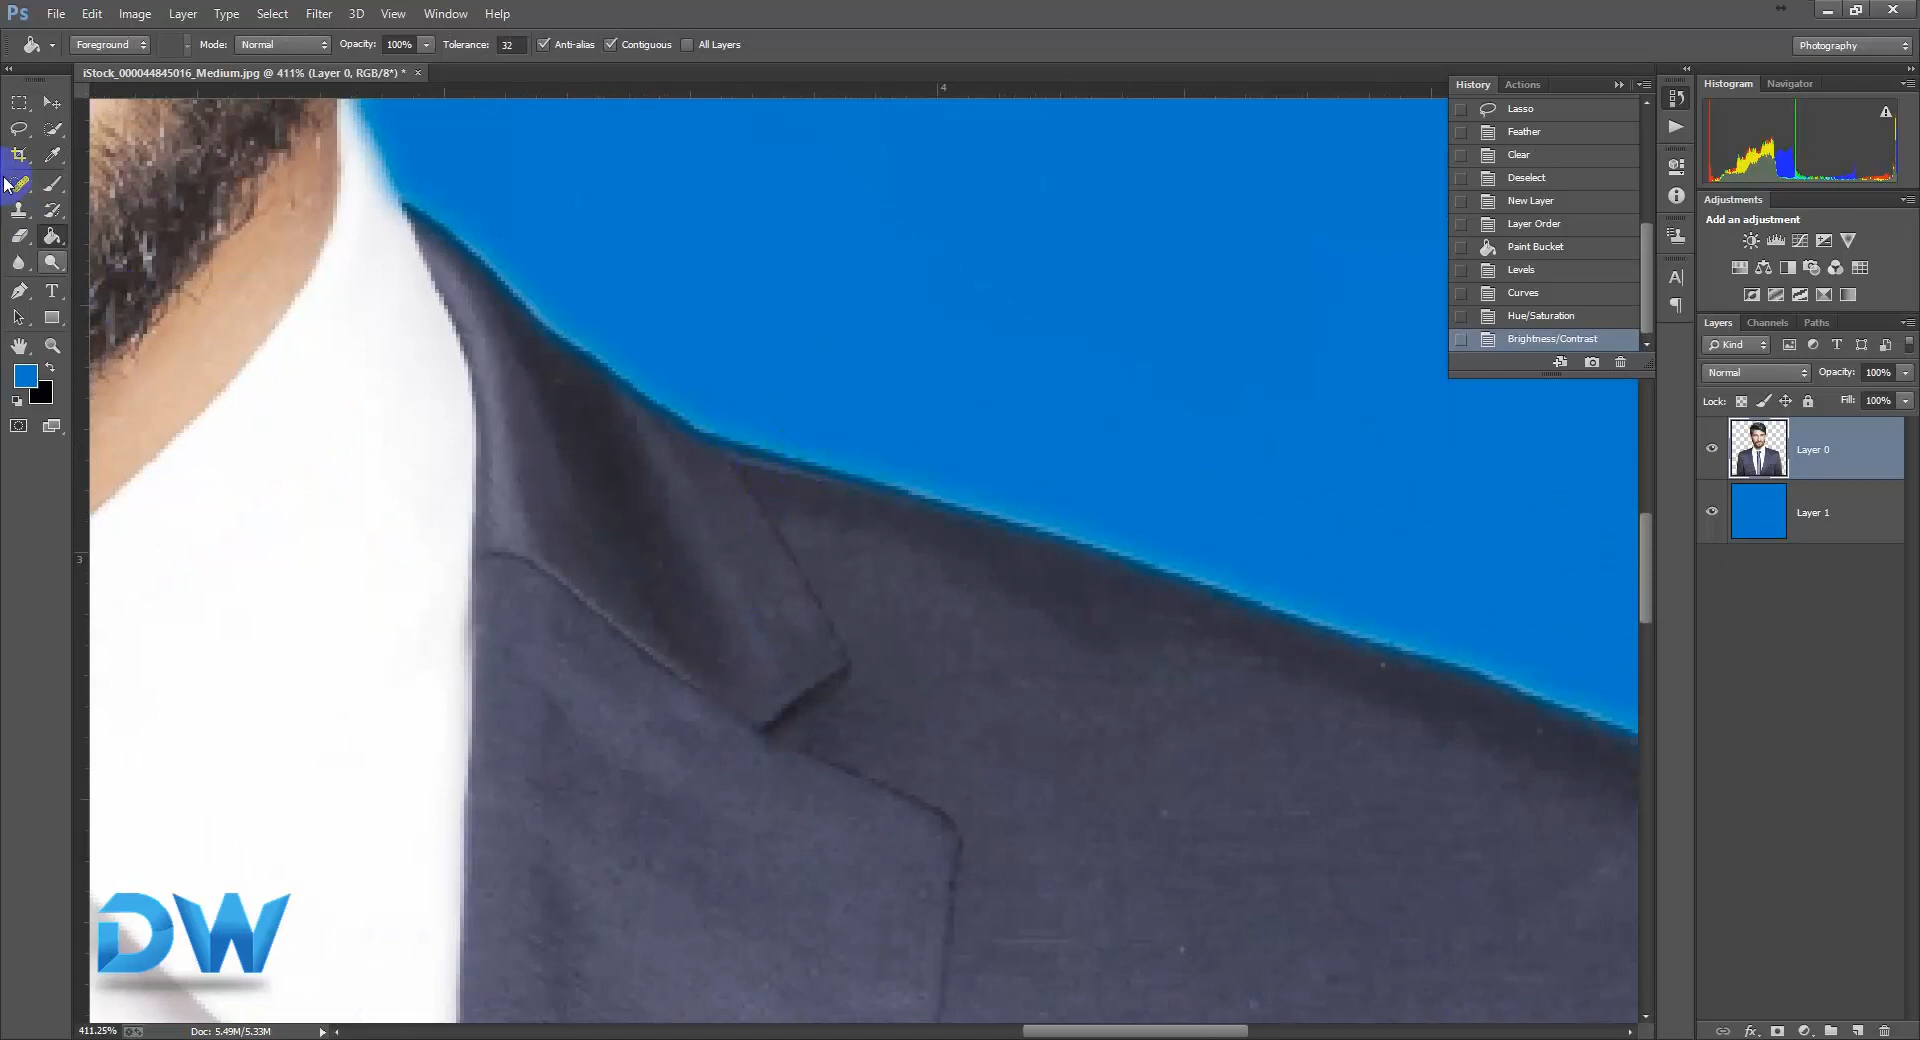 Ps File Edit Image Layer Type Select Filter 3D View Window Help
Foreground Mode: Normal Opacity: 100% Tolerance: 32 Anti-alias Contiguous All Layers Photography
iStock_000044845016_Medium.jpg @ 411% (Layer 0, RGB/8*) * ×
4
3
History Actions
Lasso
Feather
Clear
Deselect
New Layer
Layer Order
Paint Bucket
Levels
Curves
Hue/Saturation
Brightness/Contrast
Histogram Navigator
Adjustments
Add an adjustment
Layers Channels Paths
Kind
Normal Opacity: 100%
Lock: Fill: 100%
Layer 0
Layer 1
DW
411.25% Doc: 5.49M/5.33M